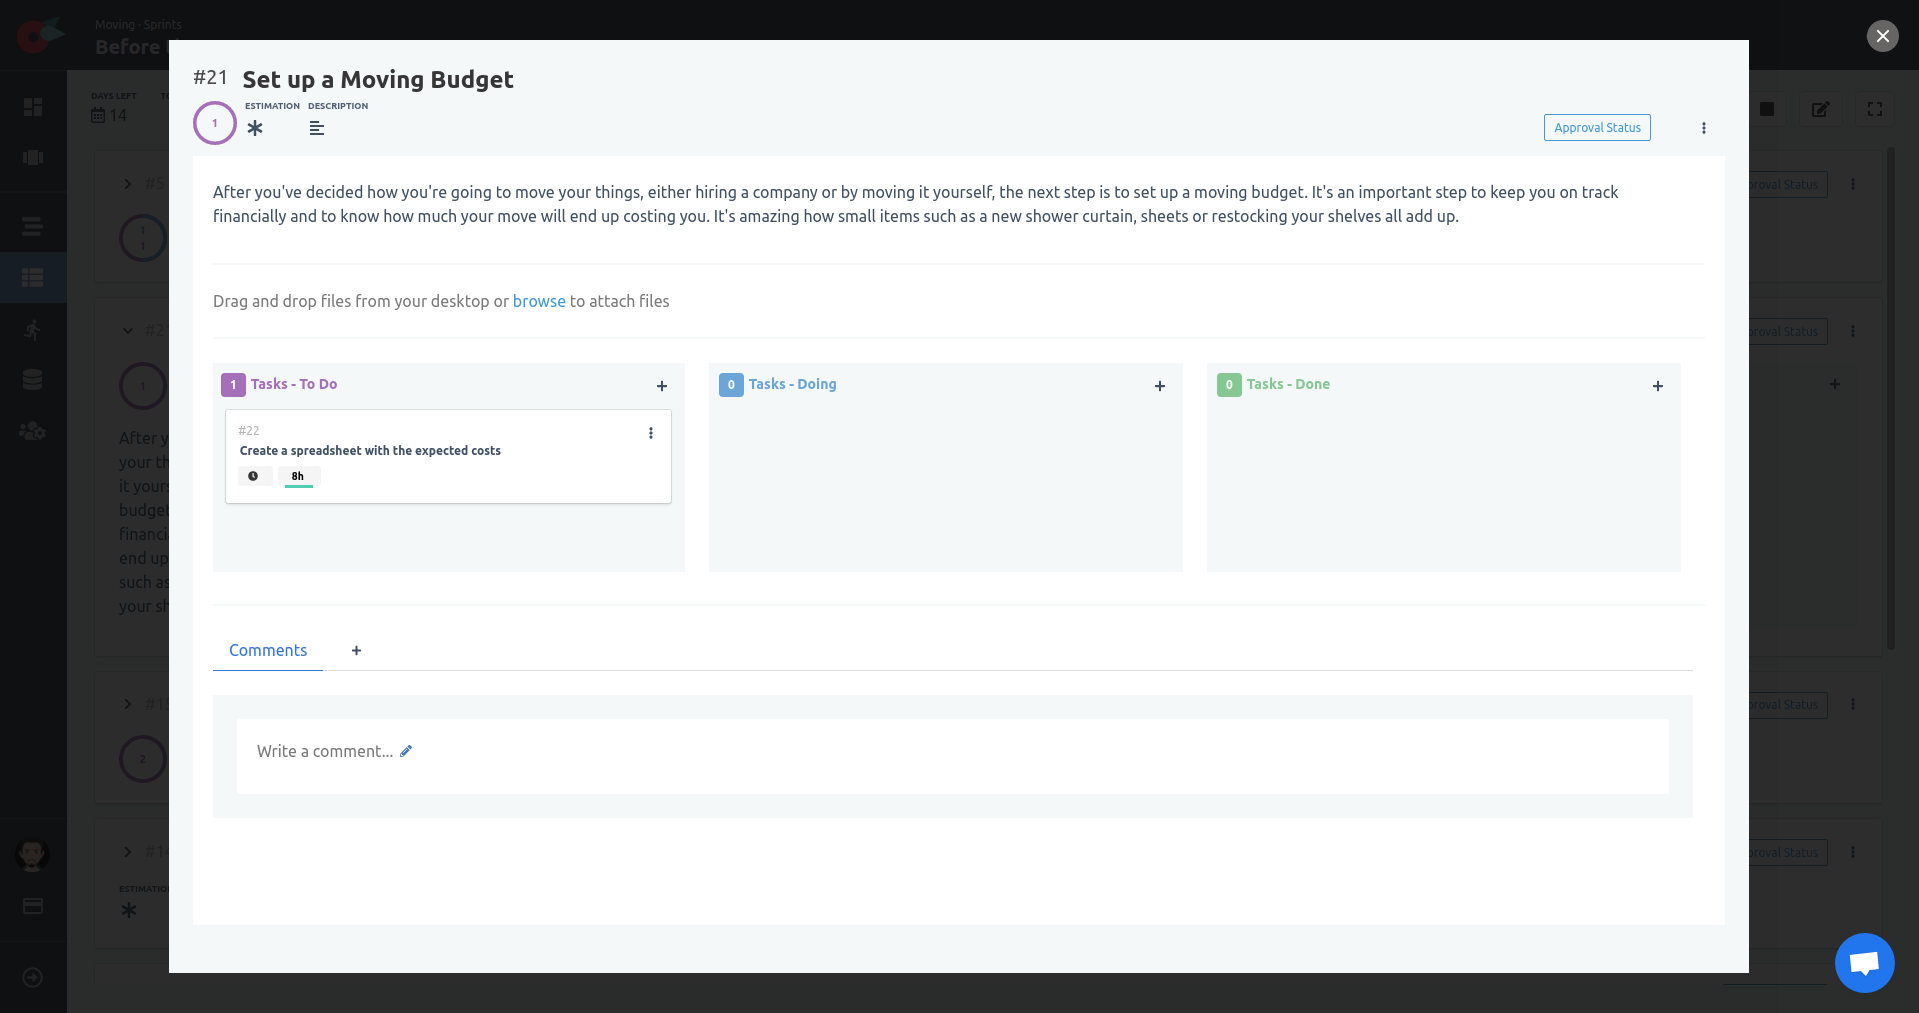 Moving - Sprints
Before
DAYS LEFT
14
#21 Set up a Moving Budget
1
ESTIMATION
DESCRIPTION
Approval Status
After you've decided how you're going to move your things, either hiring a company or by moving it yourself, the next step is to set up a moving budget. It's an important step to keep you on track
financially and to know how much your move will end up costing you. It's amazing how small items such as a new shower curtain, sheets or restocking your shelves all add up.
Drag and drop files from your desktop or browse to attach files
1 Tasks - To Do
0 Tasks - Doing
0 Tasks - Done
#22
Create a spreadsheet with the expected costs
8h
Comments
Write a comment...
#5
1
1
1
2
ESTIMATION